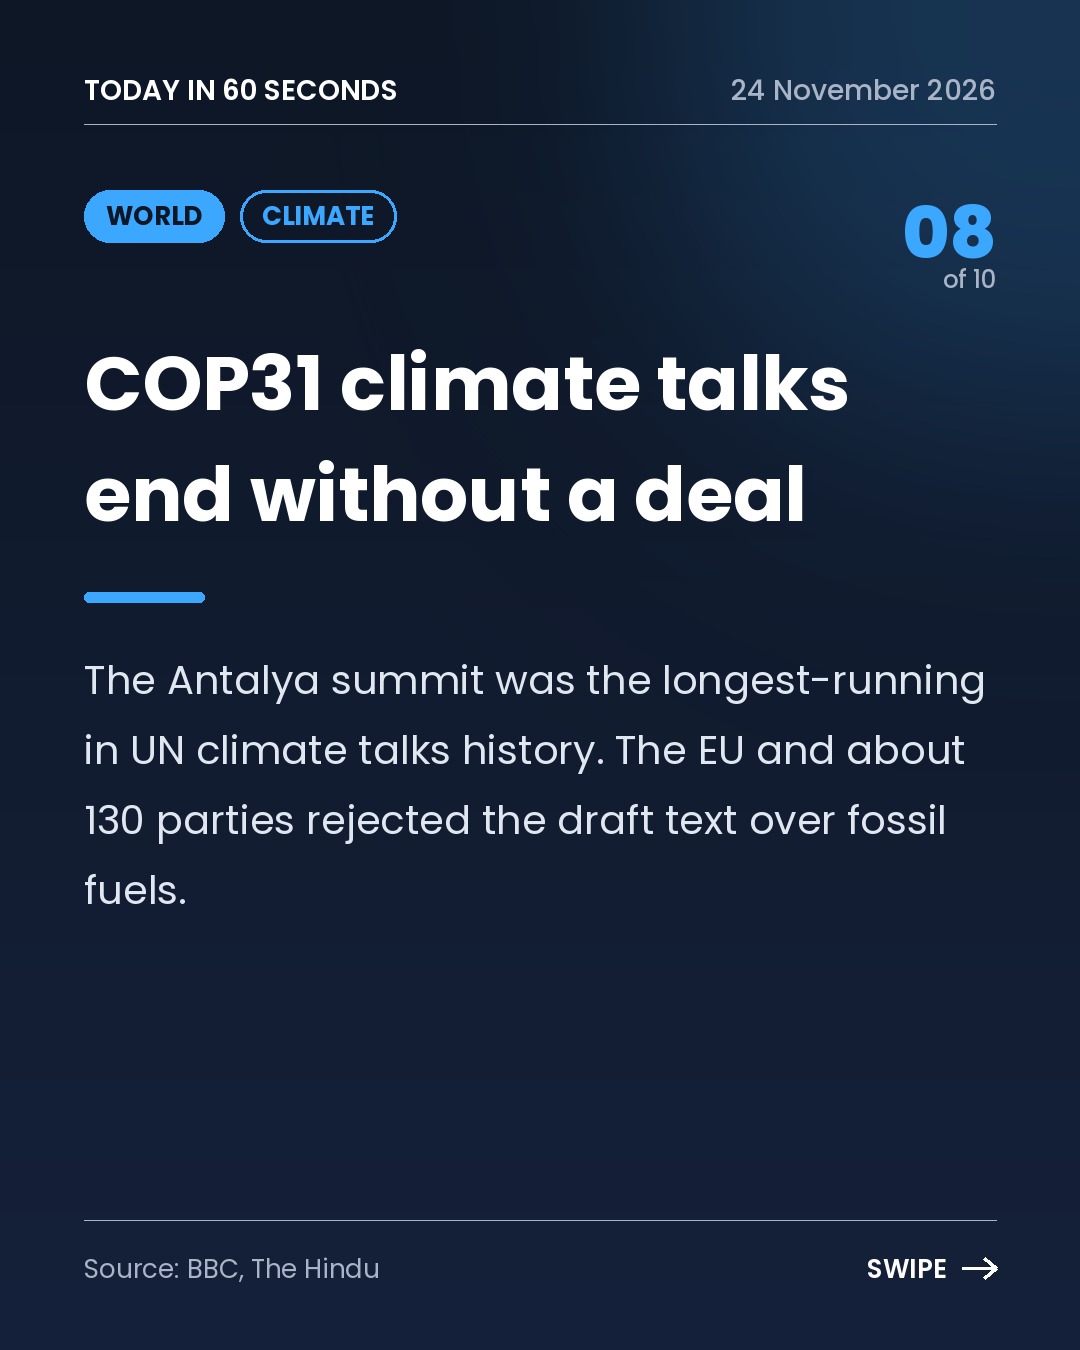 TODAY IN 60 SECONDS
24 November 2026
WORLD
CLIMATE
08
of 10
COP31 climate talks
end without a deal
The Antalya summit was the longest-running
in UN climate talks history. The EU and about
130 parties rejected the draft text over fossil
fuels.
Source: BBC, The Hindu
SWIPE